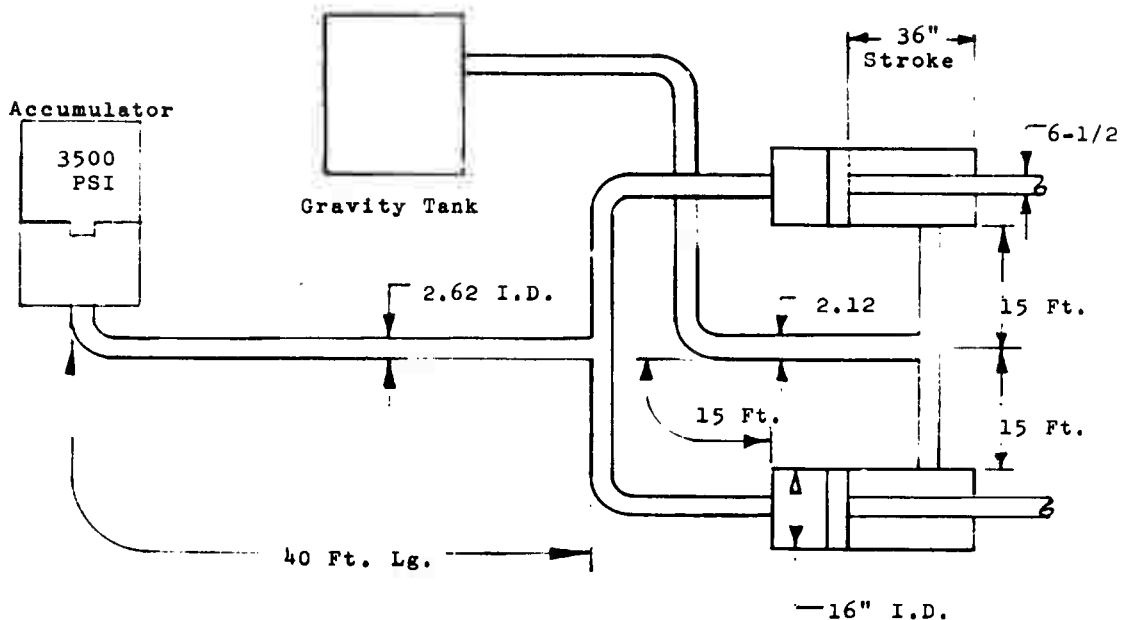 36"
Stroke
Accumulator
6-1/2
3500
PSI
Gravity Tank
2.62 I.D.
2.12
15 Ft.
15 Ft.
15 Ft.
40 Ft. Lg.
16" I.D.